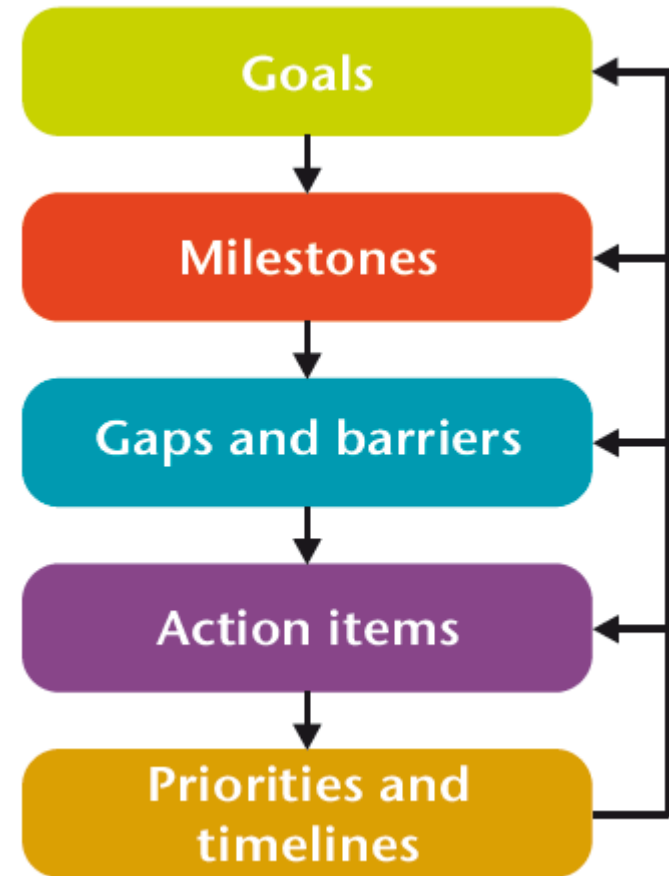 Goals
Milestones
Gaps and barriers
Action items
Priorities and
timelines